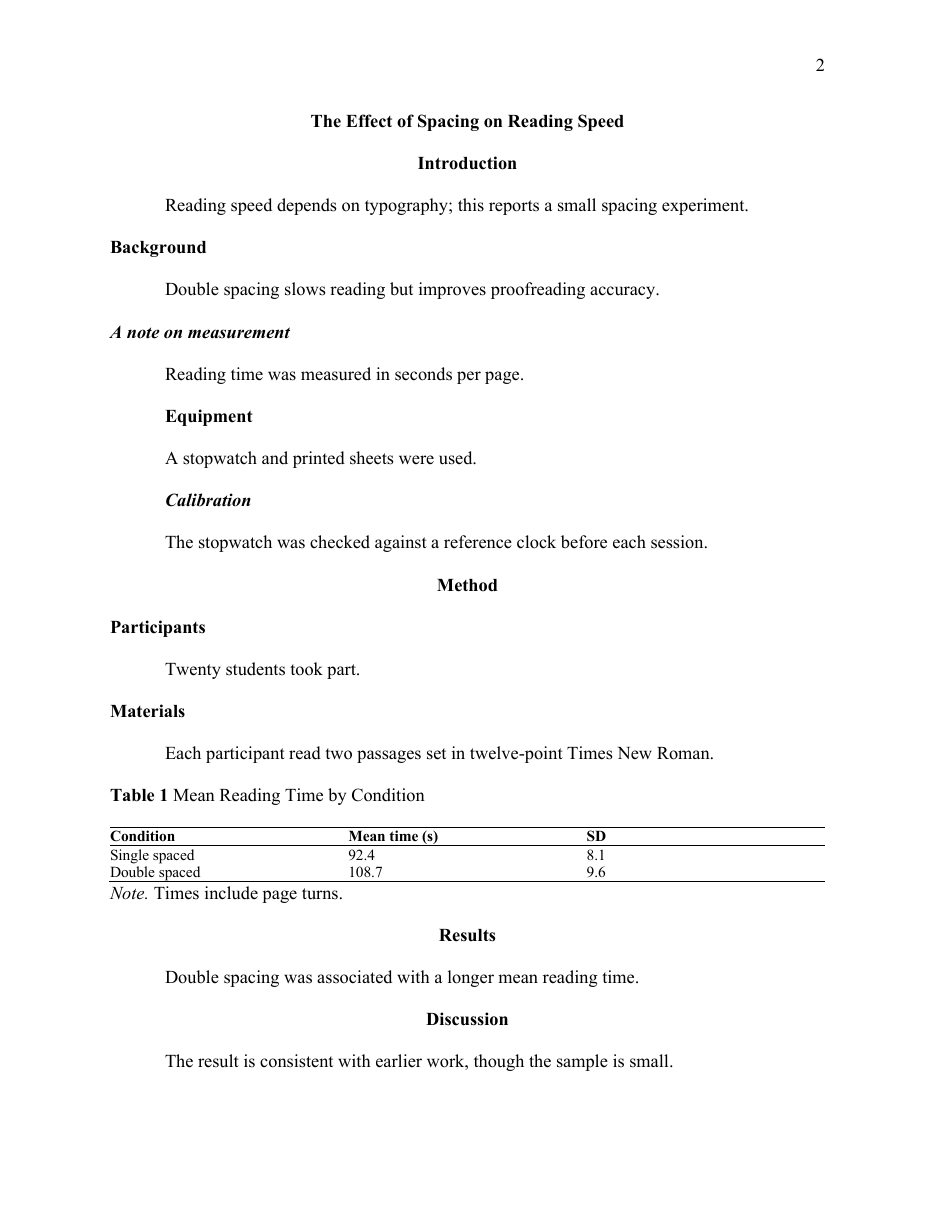 2
The Effect of Spacing on Reading Speed
Introduction
Reading speed depends on typography; this reports a small spacing experiment.
Background
Double spacing slows reading but improves proofreading accuracy.
A note on measurement
Reading time was measured in seconds per page.
Equipment
A stopwatch and printed sheets were used.
Calibration
The stopwatch was checked against a reference clock before each session.
Method
Participants
Twenty students took part.
Materials
Each participant read two passages set in twelve-point Times New Roman.
Table 1 Mean Reading Time by Condition
Condition Mean time (s) SD
Single spaced 92.4 8.1
Double spaced 108.7 9.6
Note. Times include page turns.
Results
Double spacing was associated with a longer mean reading time.
Discussion
The result is consistent with earlier work, though the sample is small.